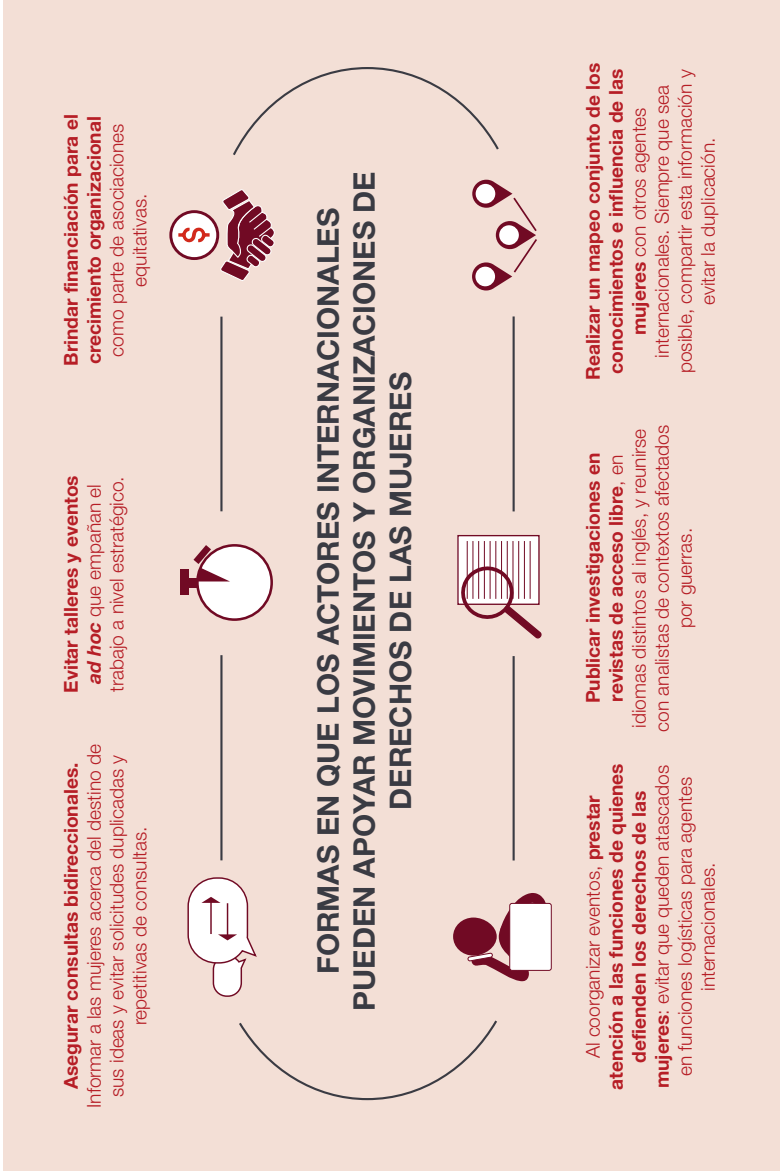 Asegurar consultas bidireccionales.
Informar a las mujeres acerca del destino de
sus ideas y evitar solicitudes duplicadas y
repetitivas de consultas.
Evitar talleres y eventos
ad hoc que empañan el
trabajo a nivel estratégico.
Brindar financiación para el
crecimiento organizacional
como parte de asociaciones
equitativas.
$
FORMAS EN QUE LOS ACTORES INTERNACIONALES
PUEDEN APOYAR MOVIMIENTOS Y ORGANIZACIONES DE
DERECHOS DE LAS MUJERES
Al coorganizar eventos, prestar
atención a las funciones de quienes
defienden los derechos de las
mujeres: evitar que queden atascados
en funciones logísticas para agentes
internacionales.
Publicar investigaciones en
revistas de acceso libre, en
idiomas distintos al inglés, y reunirse
con analistas de contextos afectados
por guerras.
Realizar un mapeo conjunto de los
conocimientos e influencia de las
mujeres con otros agentes
internacionales. Siempre que sea
posible, compartir esta información y
evitar la duplicación.